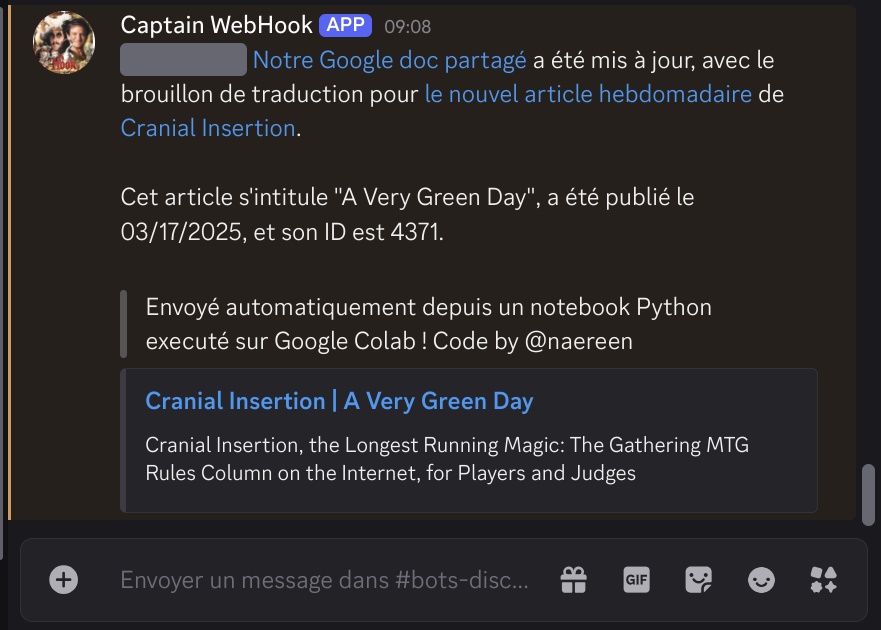 Captain WebHook APP 09:08
Notre Google doc partagé a été mis à jour, avec le
brouillon de traduction pour le nouvel article hebdomadaire de
Cranial Insertion.
Cet article s'intitule "A Very Green Day", a été publié le
03/17/2025, et son ID est 4371.
Envoyé automatiquement depuis un notebook Python
executé sur Google Colab ! Code by @naereen
Cranial Insertion | A Very Green Day
Cranial Insertion, the Longest Running Magic: The Gathering MTG
Rules Column on the Internet, for Players and Judges
Envoyer un message dans #bots-disc...
GIF